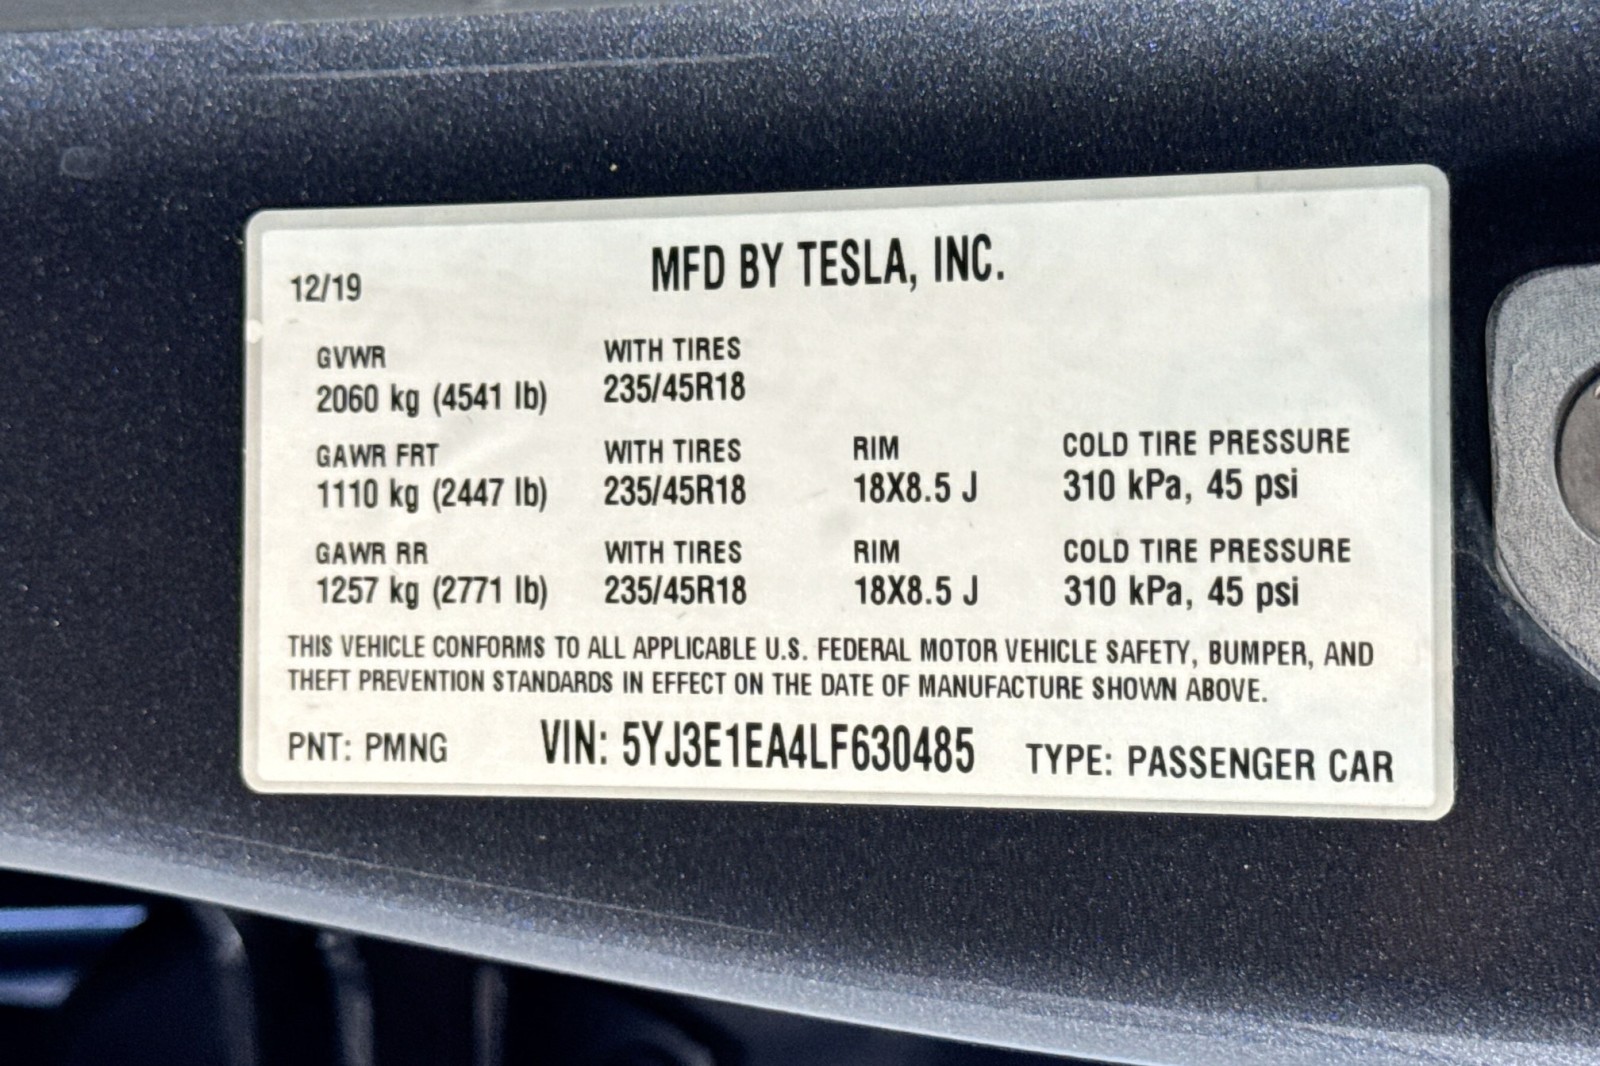 MFD BY TESLA, INC.
12/19
GVWR WITH TIRES
2060 kg (4541 lb) 235/45R18
GAWR FRT WITH TIRES RIM COLD TIRE PRESSURE
1110 kg (2447 lb) 235/45R18 18X8.5 J 310 kPa, 45 psi
GAWR RR WITH TIRES RIM COLD TIRE PRESSURE
1257 kg (2771 lb) 235/45R18 18X8.5 J 310 kPa, 45 psi
THIS VEHICLE CONFORMS TO ALL APPLICABLE U.S. FEDERAL MOTOR VEHICLE SAFETY, BUMPER, AND
THEFT PREVENTION STANDARDS IN EFFECT ON THE DATE OF MANUFACTURE SHOWN ABOVE.
PNT: PMNG VIN: 5YJ3E1EA4LF630485 TYPE: PASSENGER CAR